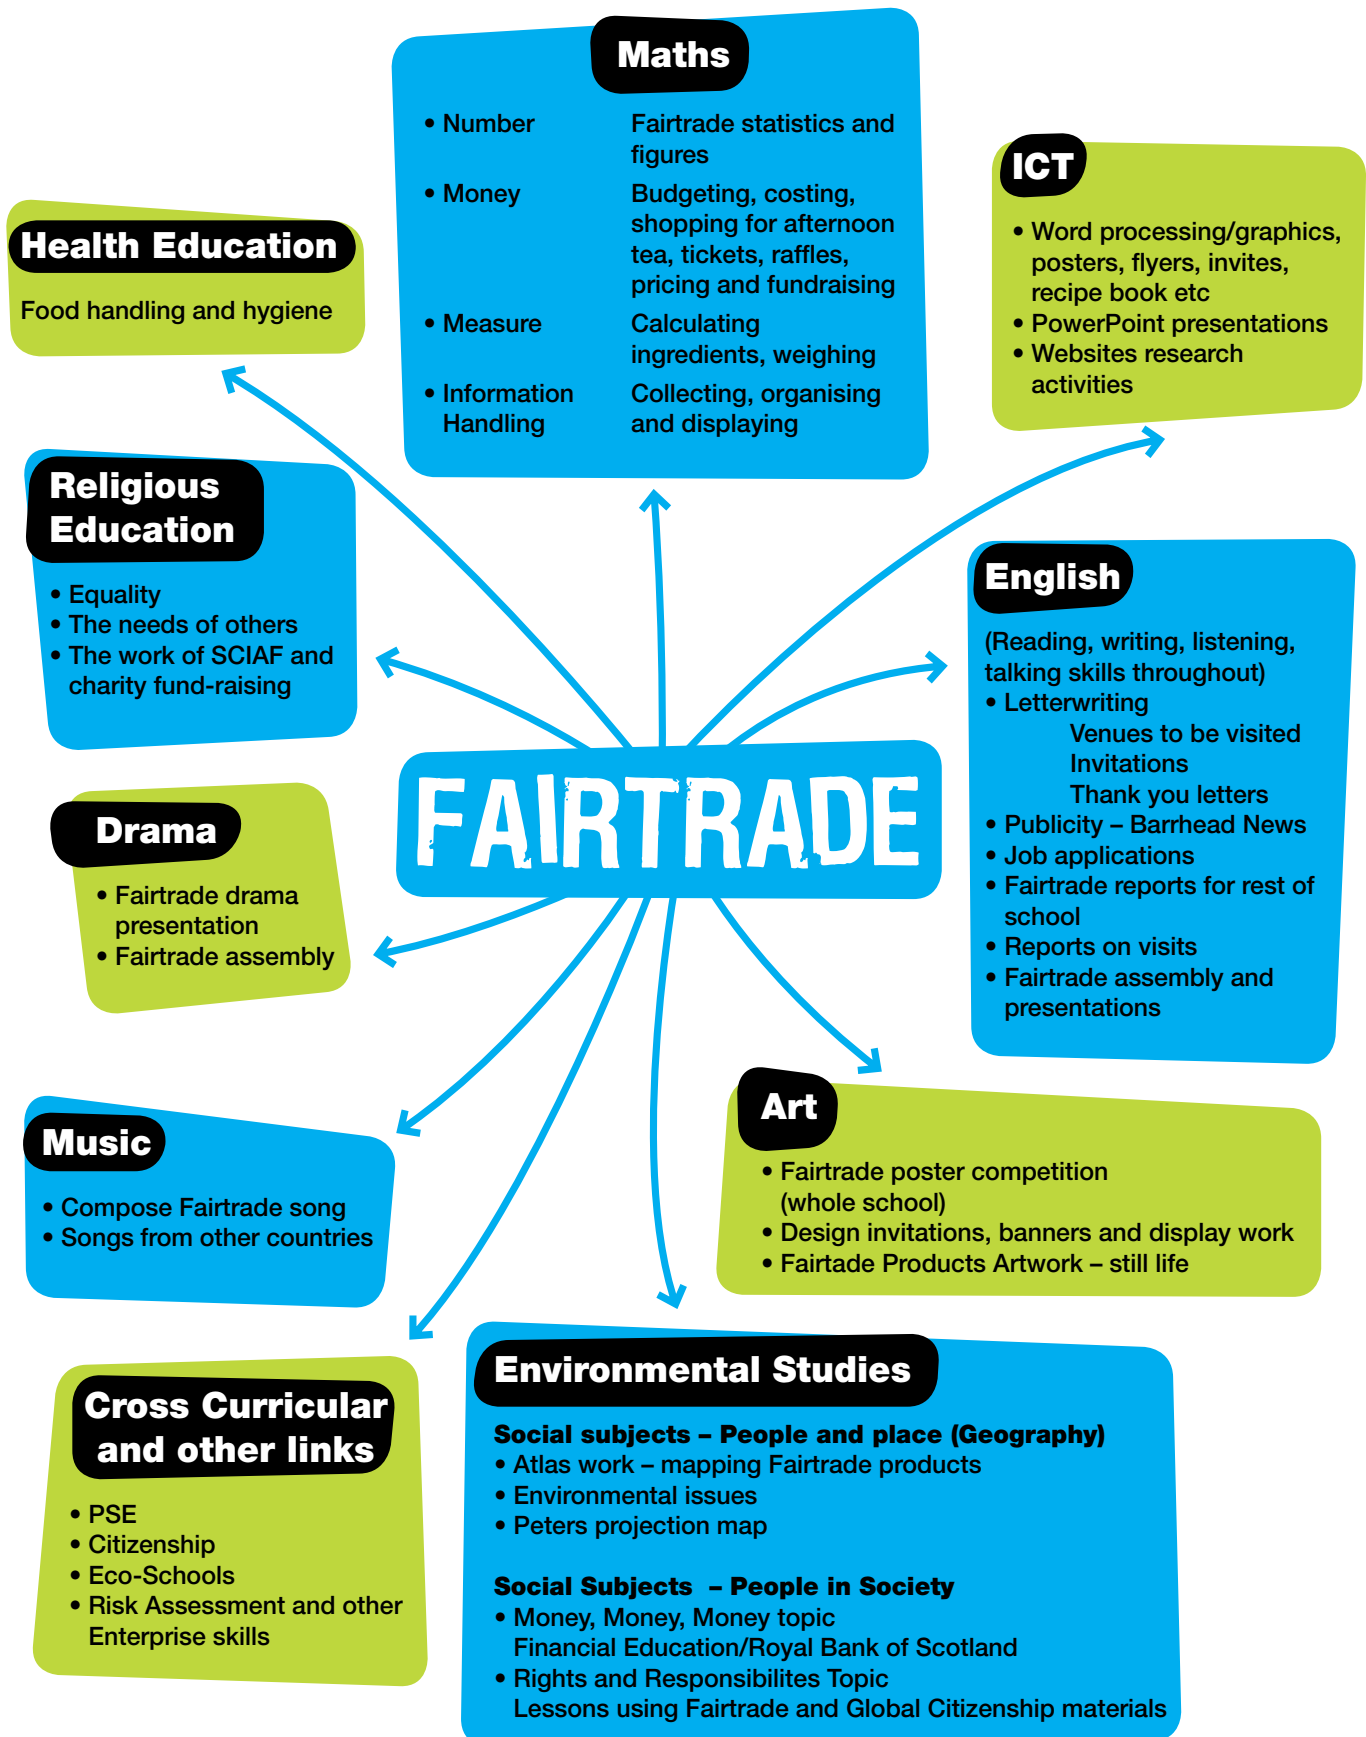 Maths
• Number Fairtrade statistics and
figures
• Money Budgeting, costing,
shopping for afternoon
tea, tickets, raffles,
pricing and fundraising
• Measure Calculating
ingredients, weighing
• Information Collecting, organising
Handling and displaying
ICT
• Word processing/graphics,
posters, flyers, invites,
recipe book etc
• PowerPoint presentations
• Websites research
activities
Health Education
Food handling and hygiene
Religious
Education
• Equality
• The needs of others
• The work of SCIAF and
charity fund-raising
English
(Reading, writing, listening,
talking skills throughout)
• Letterwriting
Venues to be visited
Invitations
Thank you letters
• Publicity – Barrhead News
• Job applications
• Fairtrade reports for rest of
school
• Reports on visits
• Fairtrade assembly and
presentations
FAIRTRADE
Drama
• Fairtrade drama
presentation
• Fairtrade assembly
Art
• Fairtrade poster competition
(whole school)
• Design invitations, banners and display work
• Fairtade Products Artwork – still life
Music
• Compose Fairtrade song
• Songs from other countries
Cross Curricular
and other links
• PSE
• Citizenship
• Eco-Schools
• Risk Assessment and other
Enterprise skills
Environmental Studies
Social subjects – People and place (Geography)
• Atlas work – mapping Fairtrade products
• Environmental issues
• Peters projection map
Social Subjects – People in Society
• Money, Money, Money topic
Financial Education/Royal Bank of Scotland
• Rights and Responsibilites Topic
Lessons using Fairtrade and Global Citizenship materials